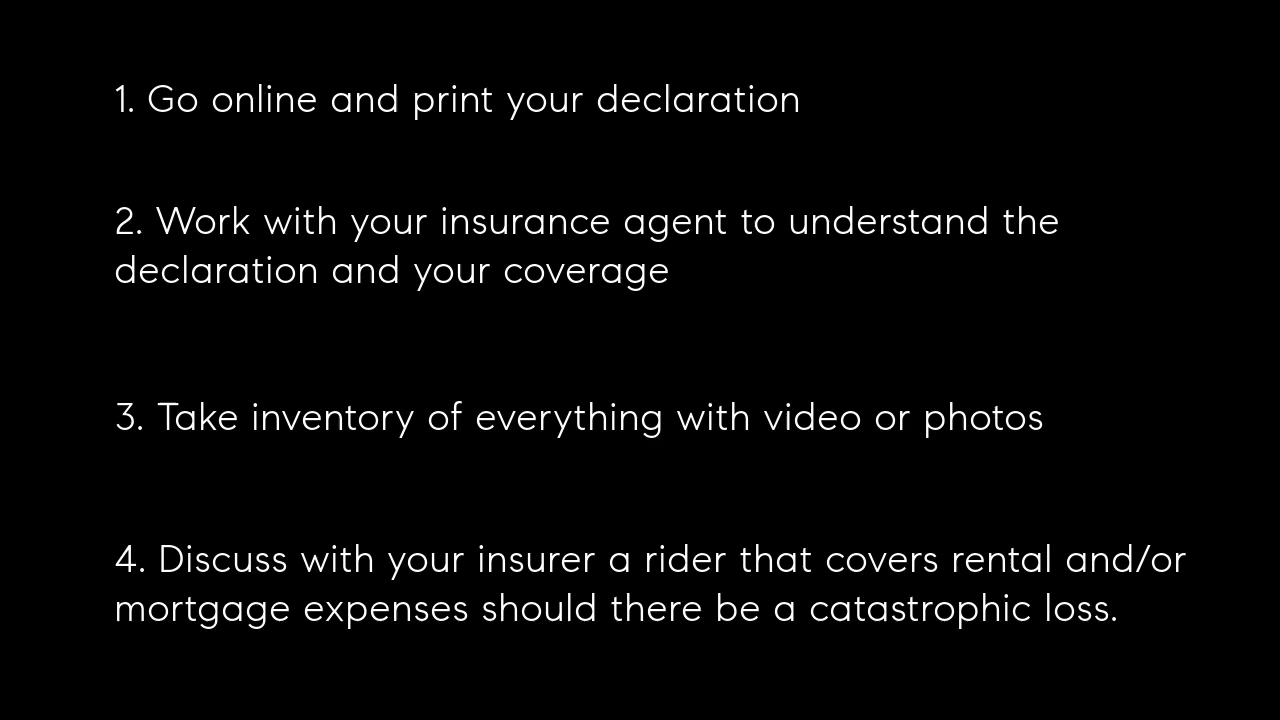 1. Go online and print your declaration
2. Work with your insurance agent to understand the
declaration and your coverage
3. Take inventory of everything with video or photos
4. Discuss with your insurer a rider that covers rental and/or
mortgage expenses should there be a catastrophic loss.